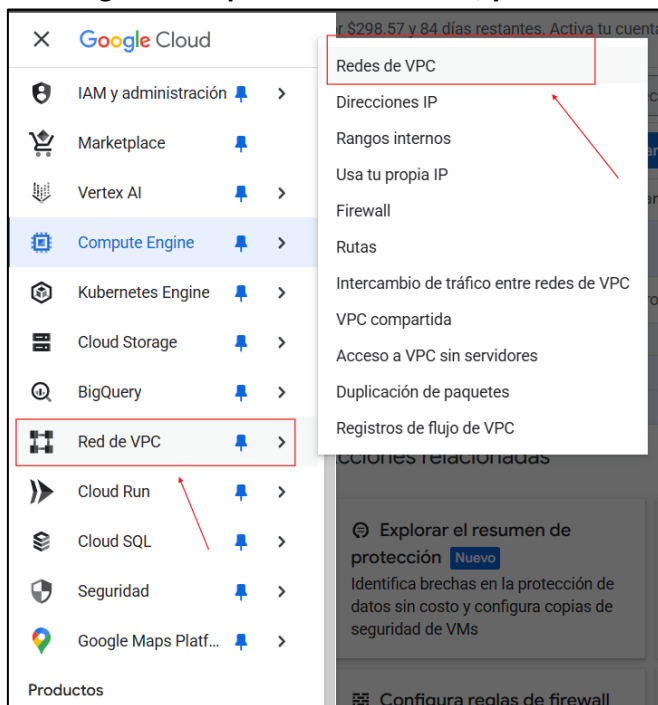 r $298.57 y 84 días restantes. Activa tu cuenta
Google Cloud
IAM y administración
Marketplace
Vertex AI
Compute Engine
Kubernetes Engine
Cloud Storage
BigQuery
Red de VPC
Cloud Run
Cloud SQL
Seguridad
Google Maps Platf...
Productos
Redes de VPC
Direcciones IP
Rangos internos
Usa tu propia IP
Firewall
Rutas
Intercambio de tráfico entre redes de VPC
VPC compartida
Acceso a VPC sin servidores
Duplicación de paquetes
Registros de flujo de VPC
cciones relacionadas
Explorar el resumen de
protección Nuevo
Identifica brechas en la protección de
datos sin costo y configura copias de
seguridad de VMs
Configura reglas de firewall